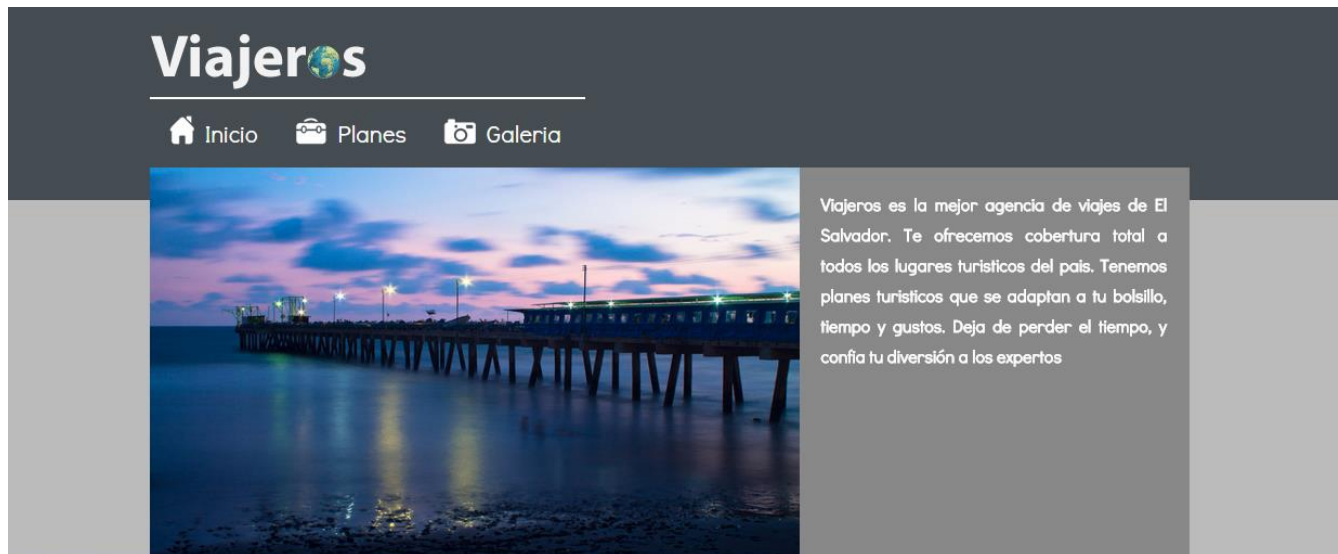 Viajeros
Inicio Planes Galeria
Viajeros es la mejor agencia de viajes de El
Salvador. Te ofrecemos cobertura total a
todos los lugares turisticos del pais. Tenemos
planes turisticos que se adaptan a tu bolsillo,
tiempo y gustos. Deja de perder el tiempo, y
confia tu diversión a los expertos